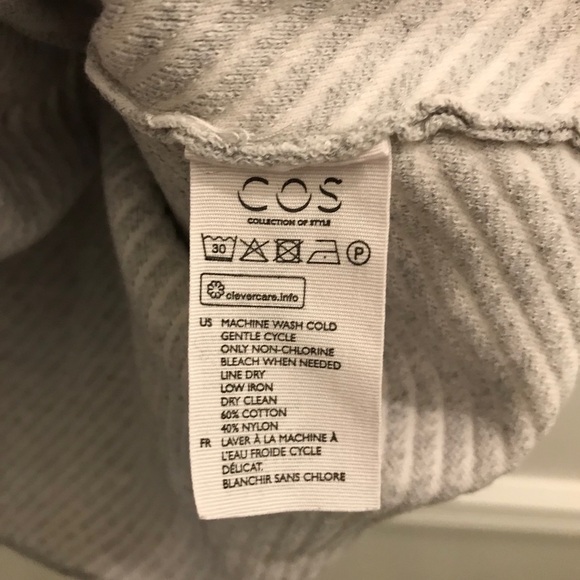 COS
COLLECTION OF STYLE
30 P
clevercare.info
US MACHINE WASH COLD
GENTLE CYCLE
ONLY NON-CHLORINE
BLEACH WHEN NEEDED
LINE DRY
LOW IRON
DRY CLEAN
60% COTTON
40% NYLON
FR LAVER À LA MACHINE À
L'EAU FROIDE CYCLE
DÉLICAT.
BLANCHIR SANS CHLORE